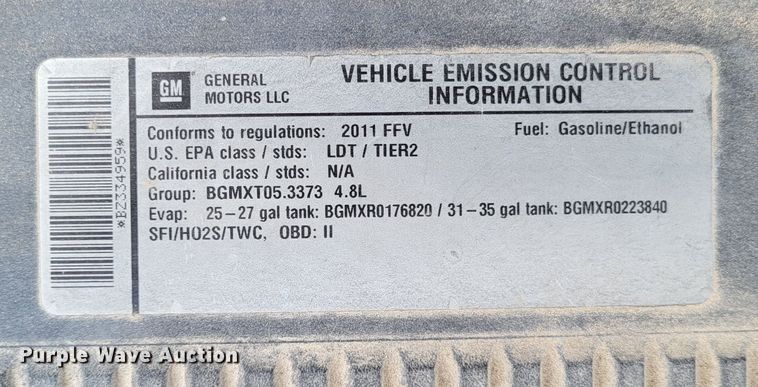 *BZ334959*
GM
GENERAL
MOTORS LLC
VEHICLE EMISSION CONTROL
INFORMATION
Conforms to regulations: 2011 FFV Fuel: Gasoline/Ethanol
U.S. EPA class / stds: LDT / TIER2
California class / stds: N/A
Group: BGMXT05.3373 4.8L
Evap: 25-27 gal tank: BGMXR0176820 / 31-35 gal tank: BGMXR0223840
SFI/HO2S/TWC, OBD: II
Purple Wave Auction